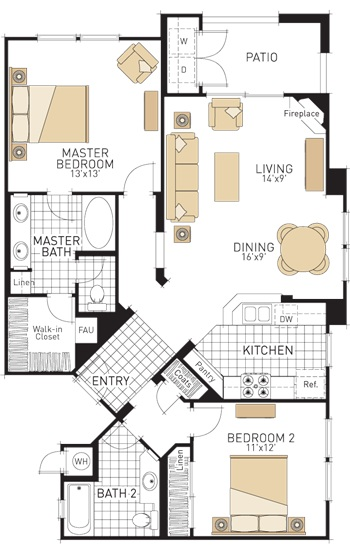 W
D
PATIO
Fireplace
MASTER
BEDROOM
13'x13'
LIVING
14'x9'
MASTER
BATH
DINING
16'x9'
Linen
Walk-in
Closet
FAU
DW
KITCHEN
Pantry
Ref.
ENTRY
Coats
BEDROOM 2
11'x12'
Linen
WH
BATH 2